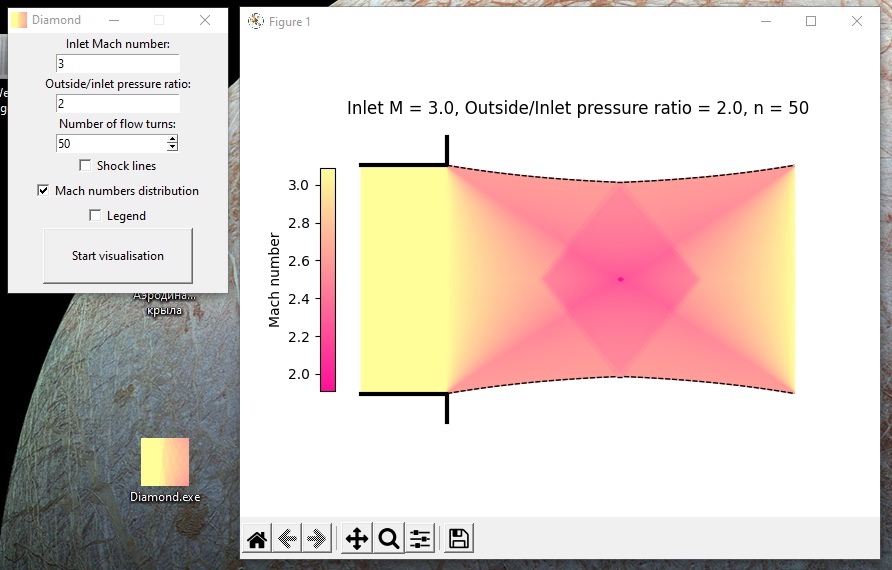 Diamond
Inlet Mach number:
3
Outside/inlet pressure ratio:
2
Number of flow turns:
50
Shock lines
Mach numbers distribution
Legend
Start visualisation
Аэродина...
крыла
Diamond.exe
Figure 1
Inlet M = 3.0, Outside/Inlet pressure ratio = 2.0, n = 50
Mach number
3.0
2.8
2.6
2.4
2.2
2.0